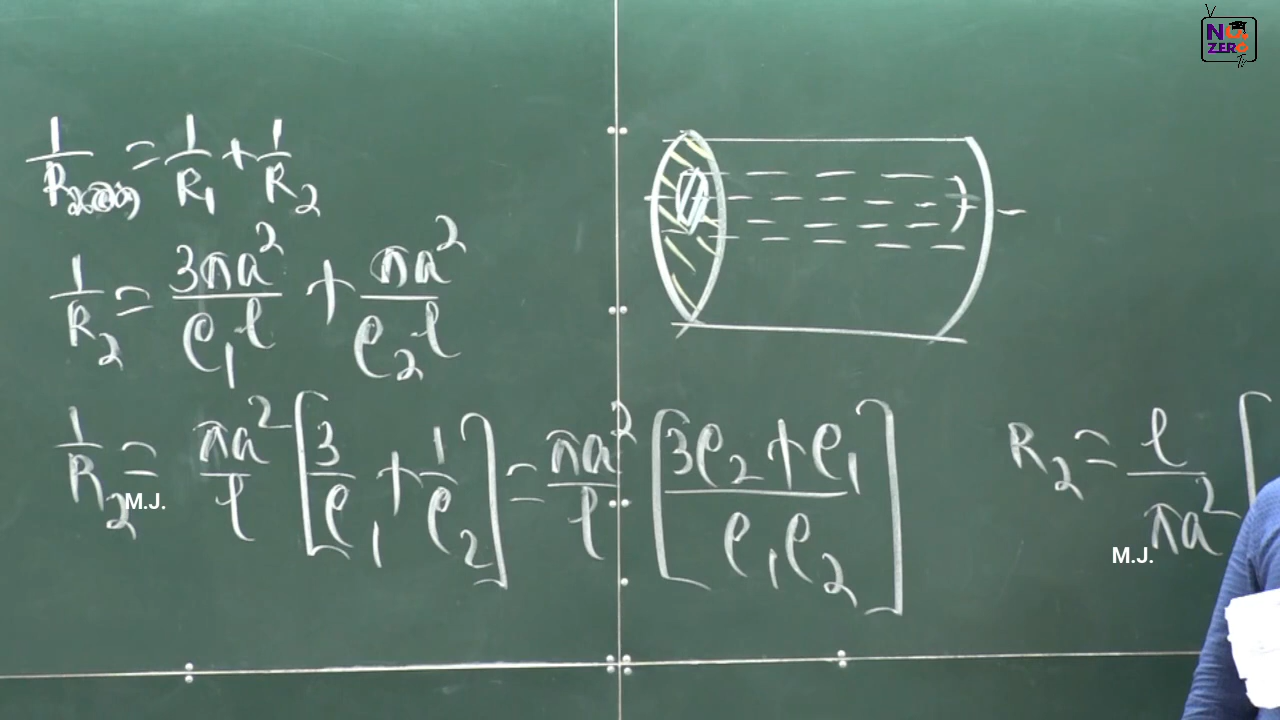 NO.
ZERO
Tv
1/R = 1/R₁ + 1/R₂
1/R₂ = 3πa²/ρ₁l + πa²/ρ₂l
1/R₂ = πa²/l [3/ρ₁ + 1/ρ₂] = πa²/l [(3ρ₂ + ρ₁)/ρ₁ρ₂]
R₂ = l/πa² [
M.J.
M.J.